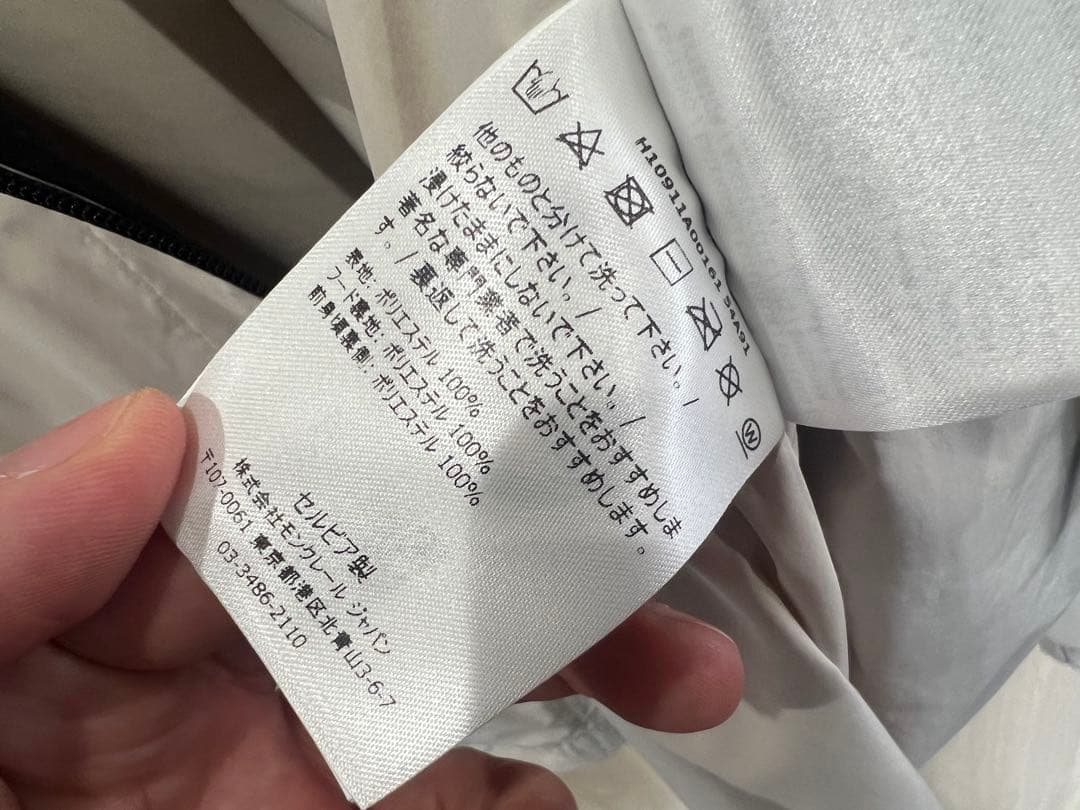 H10911A00161 54A91
W
他のものと分けて洗って下さい。/
絞らないで下さい。/
浸けたままにしないで下さい。/
著名な専門業者で洗うことをおすすめしま
す。/ 裏返して洗うことをおすすめします。
表地: ポリエステル 100%
フード裏地: ポリエステル 100%
前身頃裏側: ポリエステル 100%
セルビア製
株式会社モンクレール ジャパン
〒107-0061 東京都港区北青山3-6-7
03-3486-2110